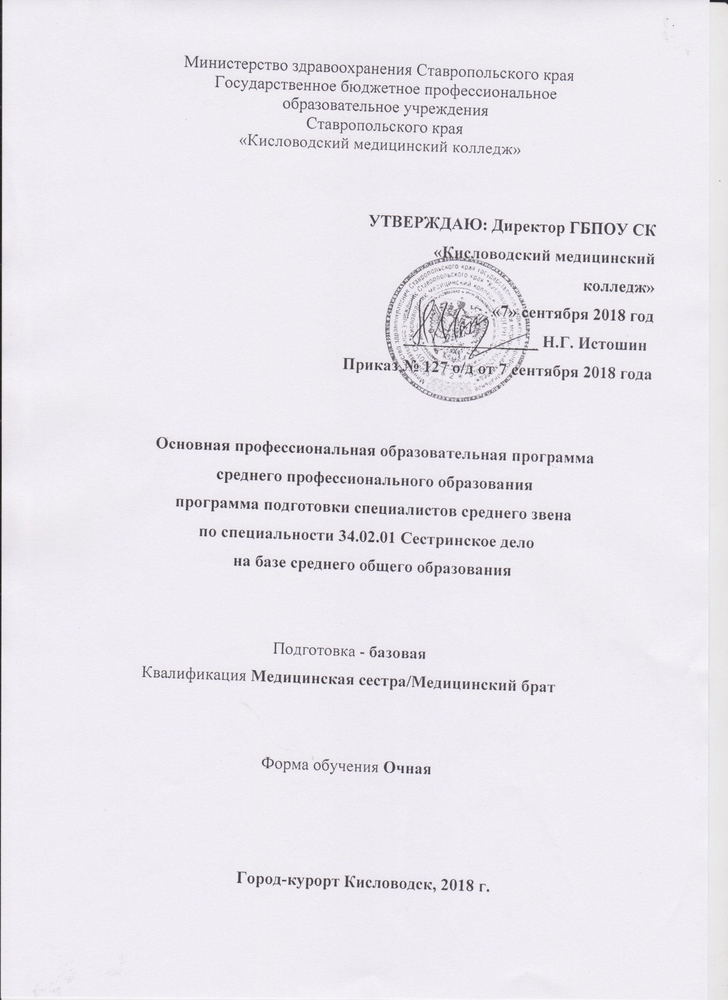 Министерство здравоохранения Ставропольского края
Государственное бюджетное профессиональное
образовательное учреждения
Ставропольского края
«Кисловодский медицинский колледж»
УТВЕРЖДАЮ: Директор ГБПОУ СК
«Кисловодский медицинский
колледж»
«7» сентября 2018 год
Н.Г. Истошин
Приказ № 127 о/д от 7 сентября 2018 года
Основная профессиональная образовательная программа
среднего профессионального образования
программа подготовки специалистов среднего звена
по специальности 34.02.01 Сестринское дело
на базе среднего общего образования
Подготовка - базовая
Квалификация Медицинская сестра/Медицинский брат
Форма обучения Очная
Город-курорт Кисловодск, 2018 г.